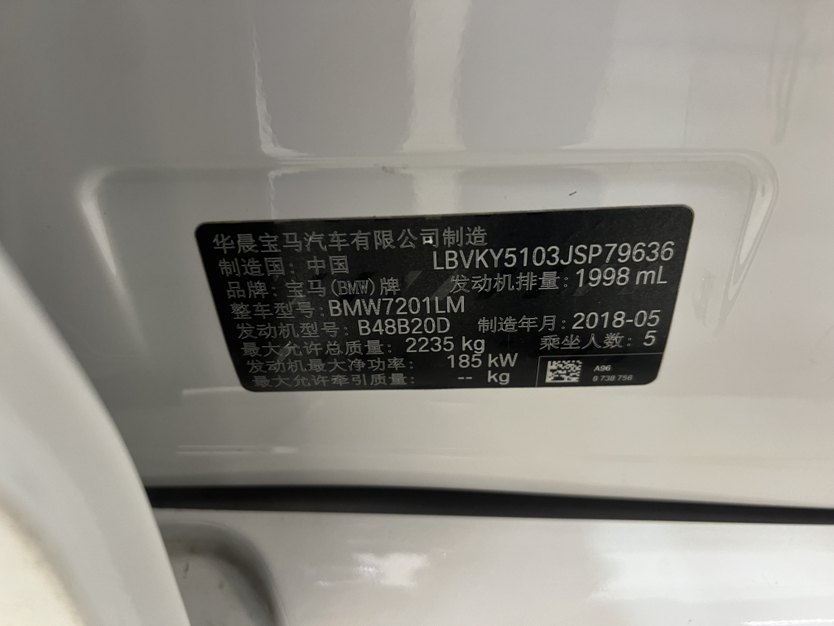 华晨宝马汽车有限公司制造
制造国: 中国 LBVKY5103JSP79636
品牌: 宝马(BMW)牌 发动机排量: 1998 mL
整车型号: BMW7201LM
发动机型号: B48B20D 制造年月: 2018-05
最大允许总质量: 2235 kg 乘坐人数: 5
发动机最大净功率: 185 kW
最大允许牵引质量: -- kg
A96
8 738 756